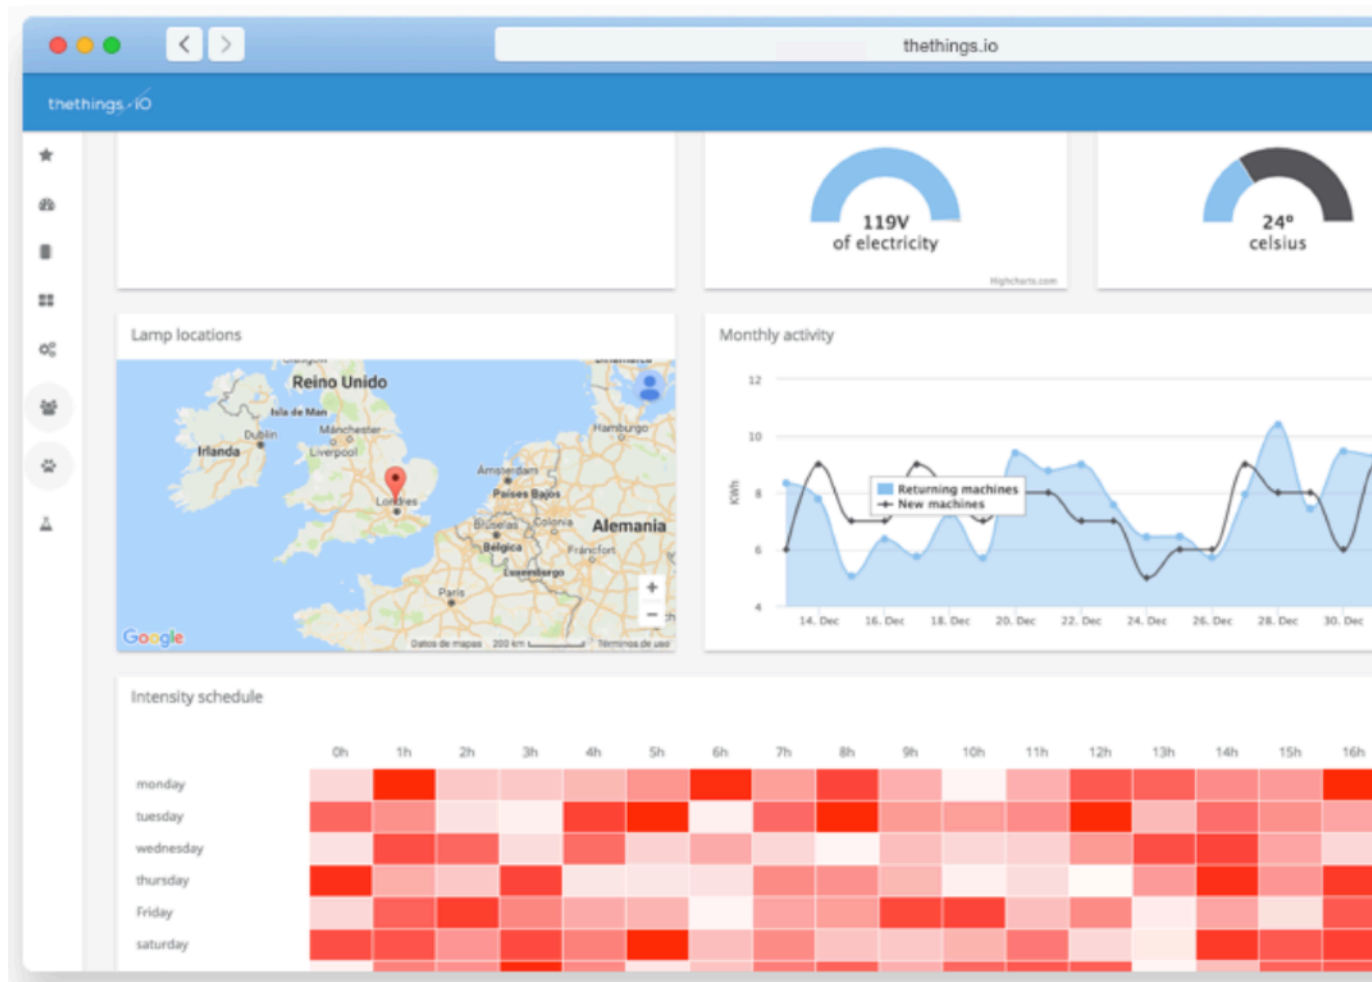 thethings.io
thethings.iO
119V
of electricity
Highcharts.com
24º
celsius
Lamp locations
Reino Unido
Isla de Man
Dublín
Mánchester
Irlanda
Liverpool
Londres
Hamburgo
Ámsterdam
Países Bajos
Bruselas
Colonia
Alemania
Bélgica
Fráncfort
Luxemburgo
París
Google
Datos de mapas
200 km
Términos de uso
+
−
Monthly activity
12
10
8
6
4
KWh
Returning machines
New machines
14. Dec
16. Dec
18. Dec
20. Dec
22. Dec
24. Dec
26. Dec
28. Dec
30. Dec
Intensity schedule
0h 1h 2h 3h 4h 5h 6h 7h 8h 9h 10h 11h 12h 13h 14h 15h 16h
monday
tuesday
wednesday
thursday
Friday
saturday